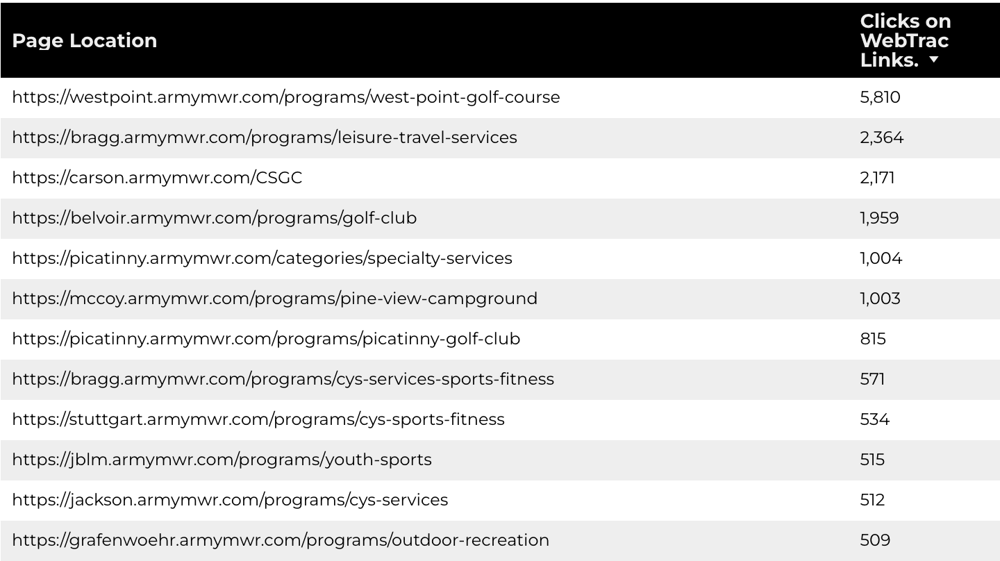 Page Location
Clicks on
WebTrac
Links.
https://westpoint.armymwr.com/programs/west-point-golf-course 5,810
https://bragg.armymwr.com/programs/leisure-travel-services 2,364
https://carson.armymwr.com/CSGC 2,171
https://belvoir.armymwr.com/programs/golf-club 1,959
https://picatinny.armymwr.com/categories/specialty-services 1,004
https://mccoy.armymwr.com/programs/pine-view-campground 1,003
https://picatinny.armymwr.com/programs/picatinny-golf-club 815
https://bragg.armymwr.com/programs/cys-services-sports-fitness 571
https://stuttgart.armymwr.com/programs/cys-sports-fitness 534
https://jblm.armymwr.com/programs/youth-sports 515
https://jackson.armymwr.com/programs/cys-services 512
https://grafenwoehr.armymwr.com/programs/outdoor-recreation 509